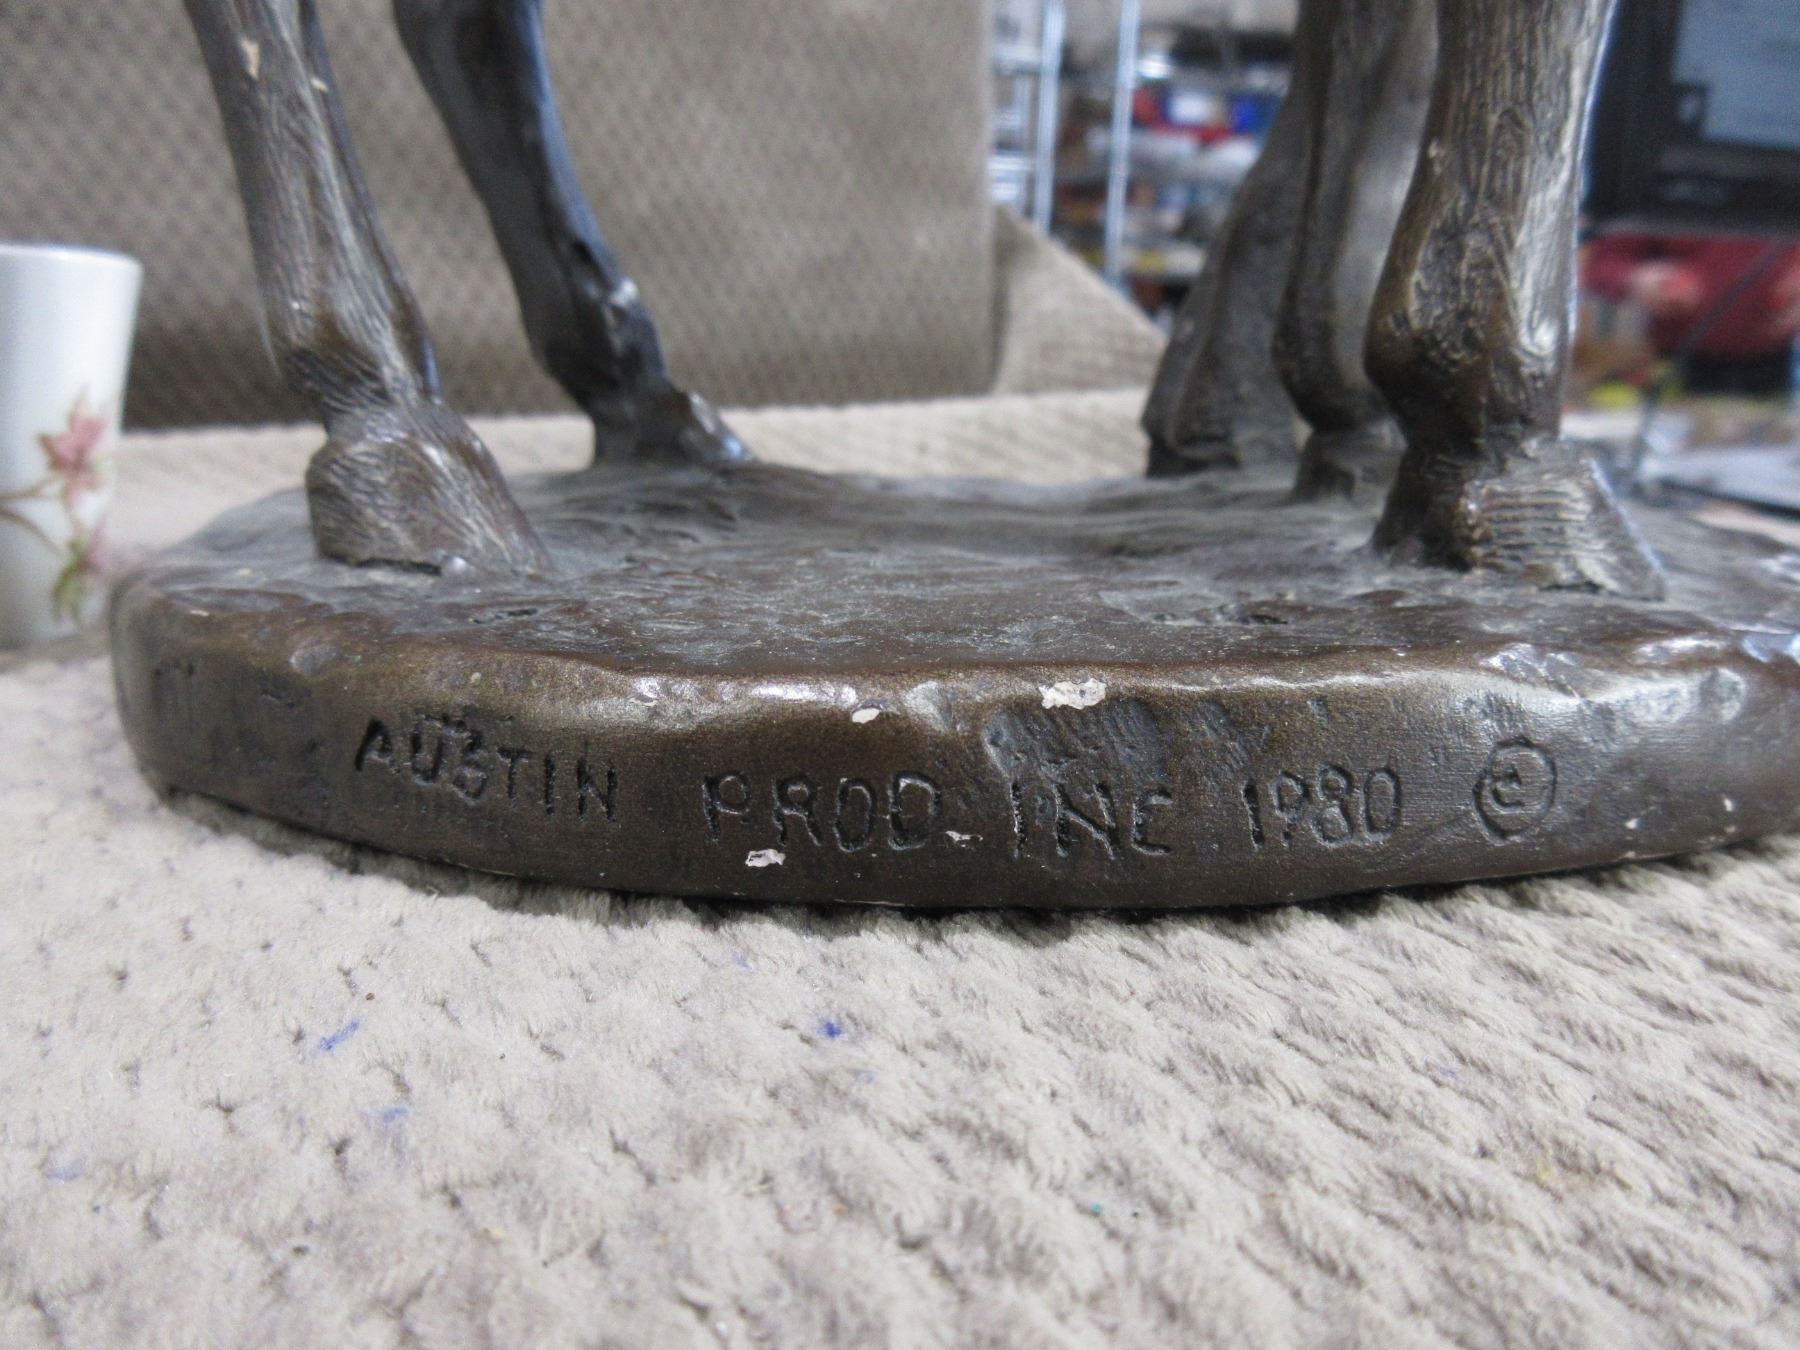 AUSTIN PROD INC 1980 ©